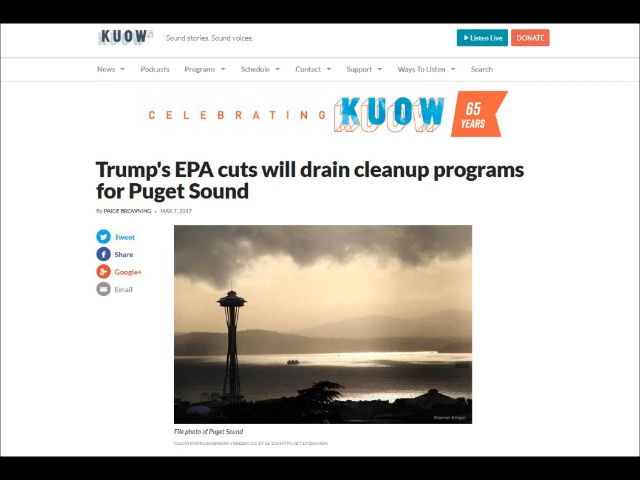 KUOW
Sound stories. Sound voices.
Listen Live
DONATE
News
Podcasts
Programs
Schedule
Contact
Support
Ways To Listen
Search
CELEBRATING KUOW 65 YEARS
Trump's EPA cuts will drain cleanup programs
for Puget Sound
By PAIGE BROWNING • MAR 7, 2017
Tweet
Share
Google+
Email
File photo of Puget Sound